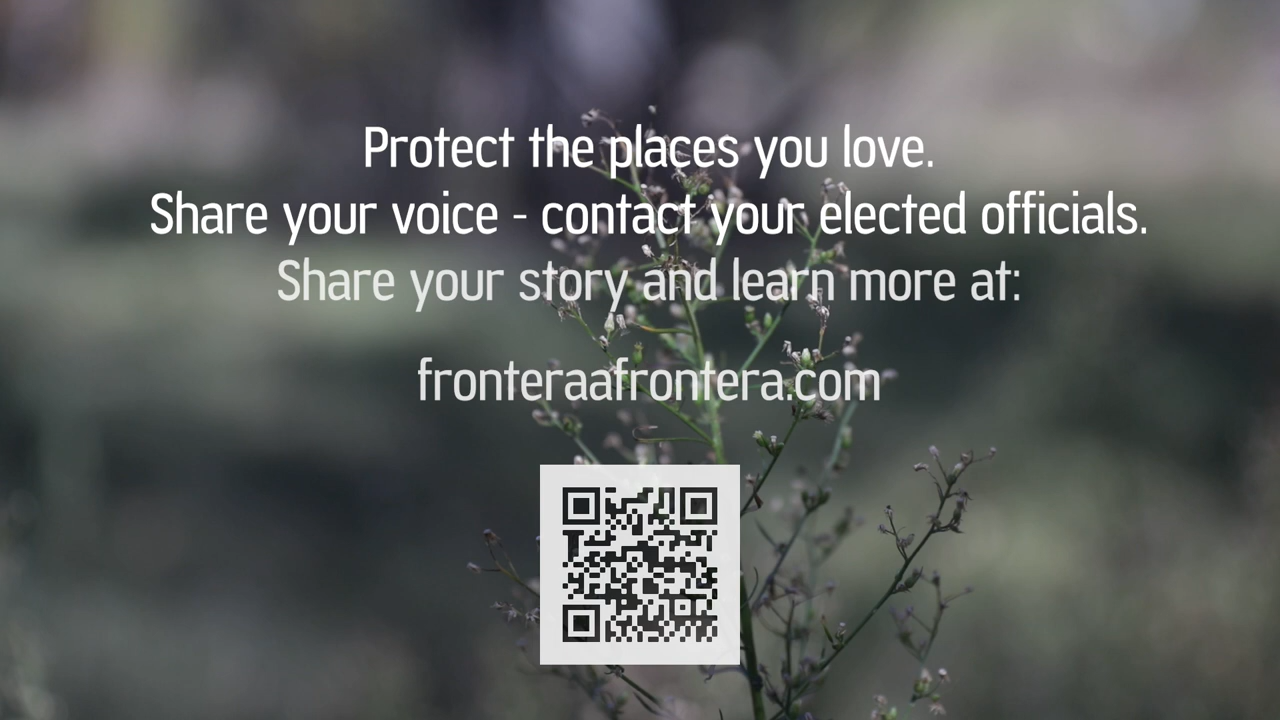 Protect the places you love.
Share your voice - contact your elected officials.
Share your story and learn more at:
fronteraafrontera.com